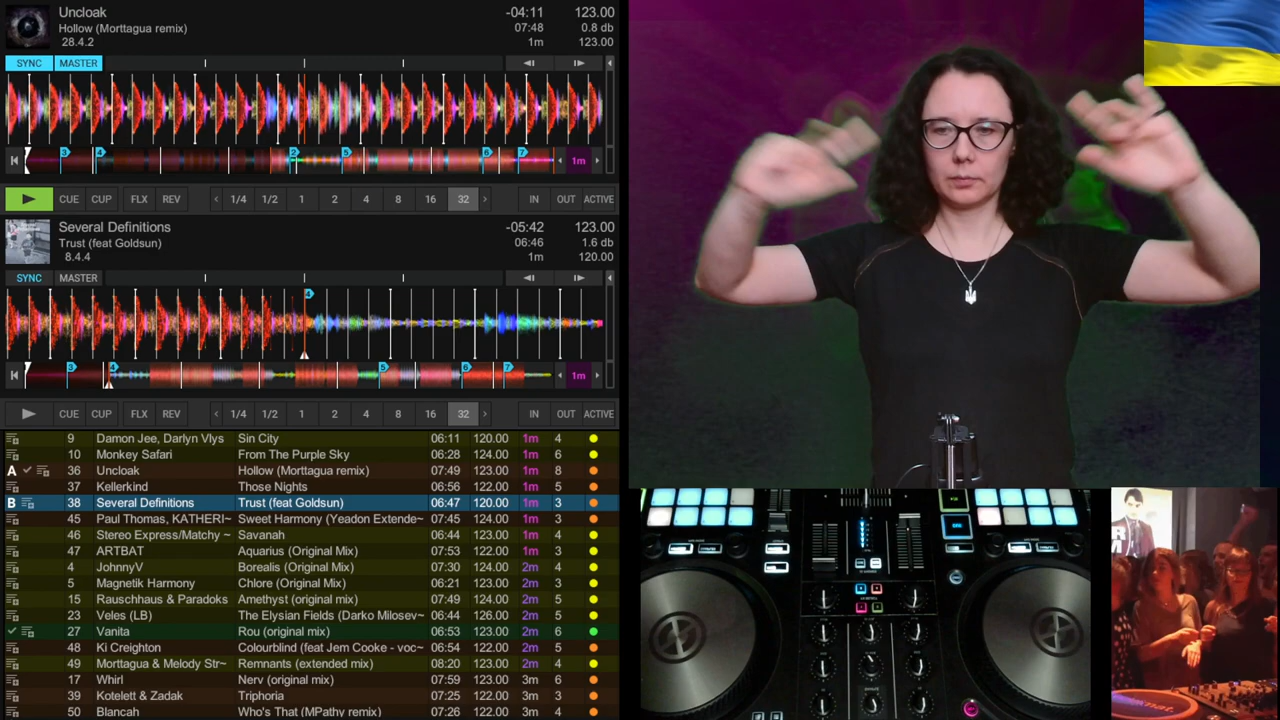 Uncloak -04:11 123.00
Hollow (Morttagua remix) 07:48 0.8 db
28.4.2 1m 123.00
SYNC MASTER
3 4 2 5 6 7 1m
CUE CUP FLX REV 1/4 1/2 1 2 4 8 16 32 IN OUT ACTIVE
Several Definitions -05:42 123.00
Trust (feat Goldsun) 06:46 1.6 db
8.4.4 1m 120.00
SYNC MASTER
4
3 4 5 6 7 1m
CUE CUP FLX REV 1/4 1/2 1 2 4 8 16 32 IN OUT ACTIVE
9 Damon Jee, Darlyn Vlys Sin City 06:11 120.00 1m 4
10 Monkey Safari From The Purple Sky 06:28 124.00 1m 6
A 36 Uncloak Hollow (Morttagua remix) 07:49 123.00 1m 8
37 Kellerkind Those Nights 06:56 122.00 1m 5
B 38 Several Definitions Trust (feat Goldsun) 06:47 120.00 1m 3
45 Paul Thomas, KATHERI~ Sweet Harmony (Yeadon Extende~ 07:45 124.00 1m 3
46 Stereo Express/Matchy ~ Savanah 06:44 123.00 1m 4
47 ARTBAT Aquarius (Original Mix) 07:53 122.00 1m 3
4 JohnnyV Borealis (Original Mix) 07:30 124.00 2m 4
5 Magnetik Harmony Chlore (Original Mix) 06:21 123.00 2m 3
15 Rauschhaus & Paradoks Amethyst (original mix) 07:49 124.00 2m 5
23 Veles (LB) The Elysian Fields (Darko Milosev~ 06:44 126.00 2m 6
27 Vanita Rou (original mix) 06:53 123.00 2m 6
48 Ki Creighton Colourblind (feat Jem Cooke - voc~ 06:54 122.00 2m 5
49 Morttagua & Melody Str~ Remnants (extended mix) 08:20 123.00 2m 4
17 Whirl Nerv (original mix) 07:59 123.00 3m 6
39 Kotelett & Zadak Triphoria 07:25 122.00 3m 3
50 Blancah Who's That (MPathy remix) 07:26 122.00 3m 4